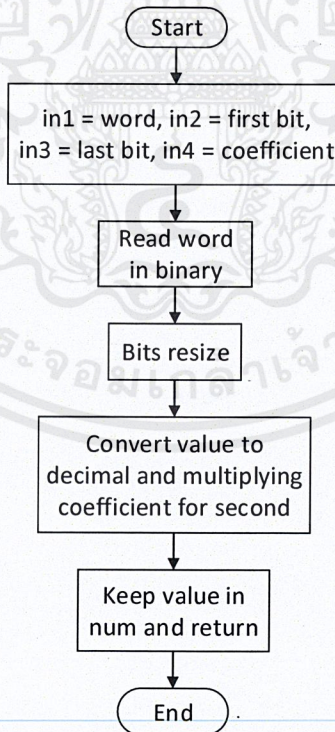 Start
in1 = word, in2 = first bit,
in3 = last bit, in4 = coefficient
Read word
in binary
Bits resize
Convert value to
decimal and multiplying
coefficient for second
Keep value in
num and return
End